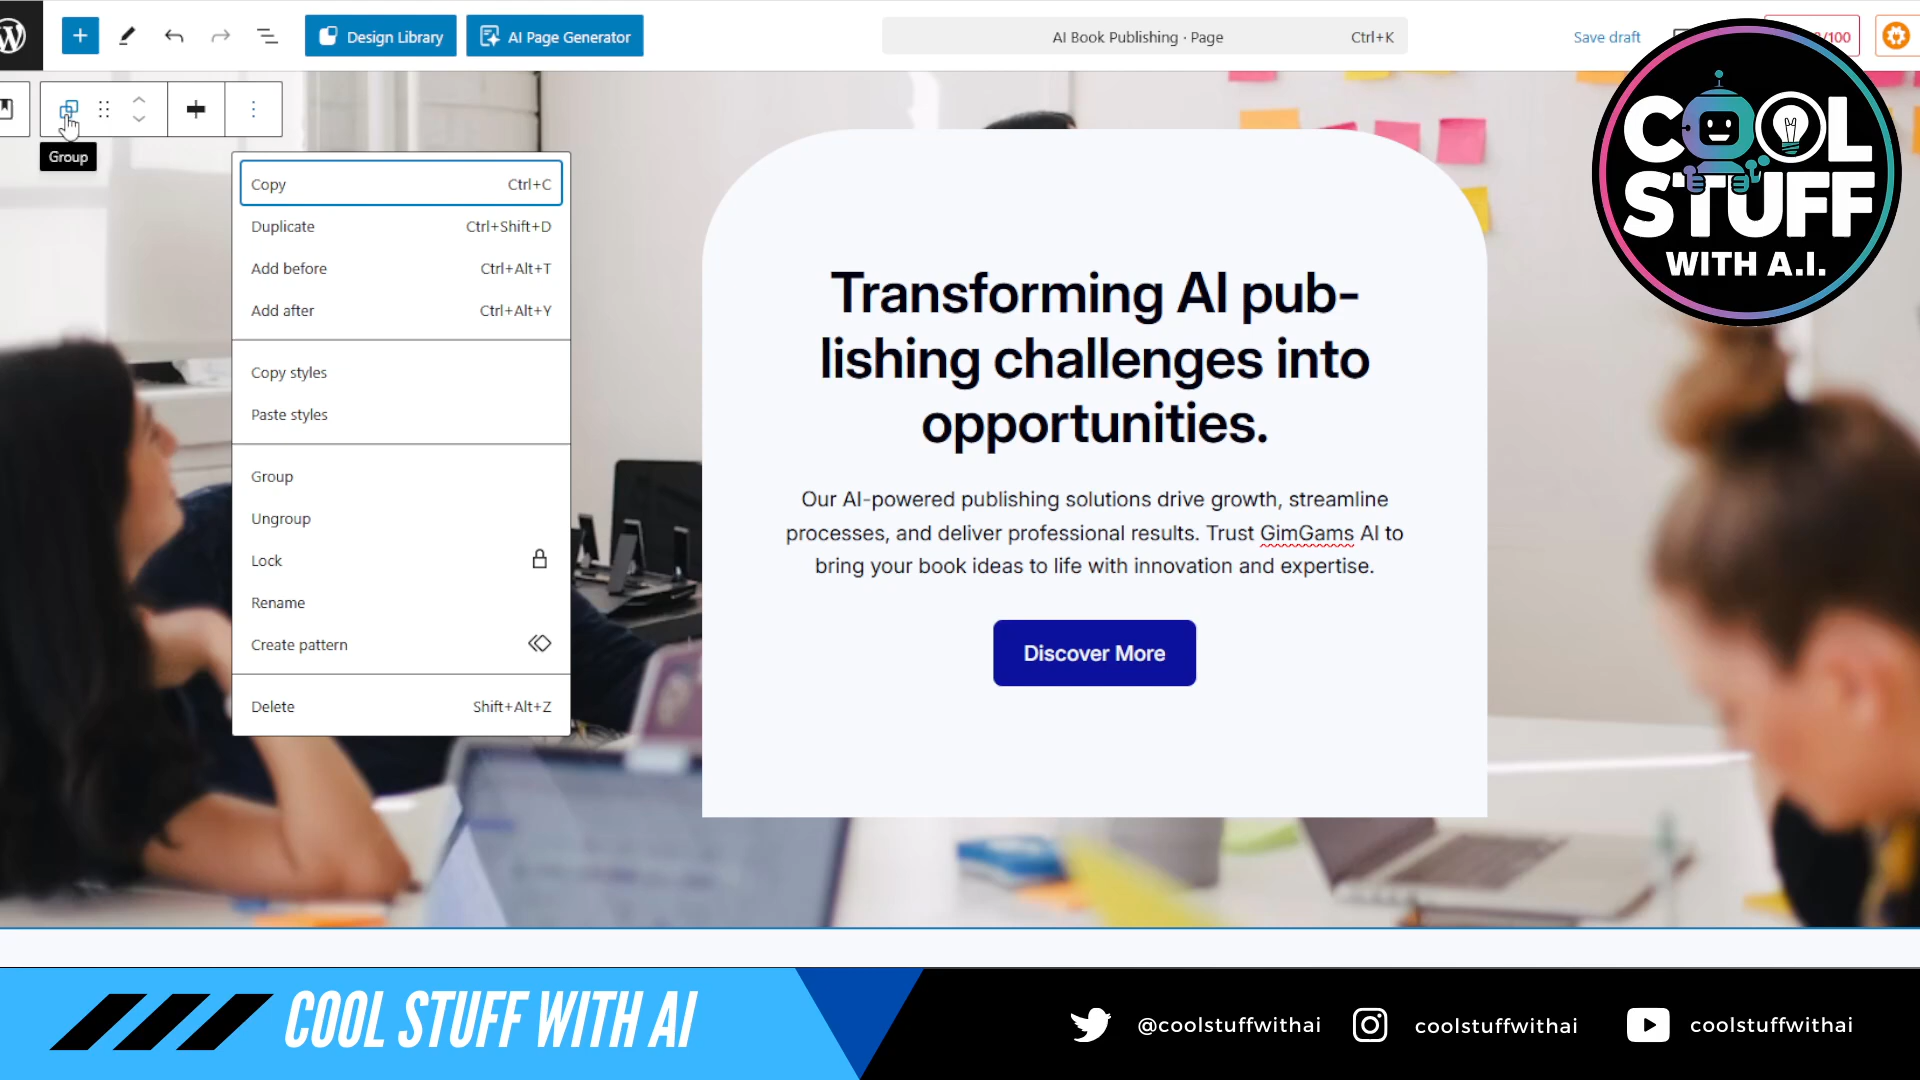 Design Library
AI Page Generator
AI Book Publishing · Page
Ctrl+K
Save draft
/100
Group
Copy
Ctrl+C
Duplicate
Ctrl+Shift+D
Add before
Ctrl+Alt+T
Add after
Ctrl+Alt+Y
Copy styles
Paste styles
Group
Ungroup
Lock
Rename
Create pattern
Delete
Shift+Alt+Z
Transforming AI pub-
lishing challenges into
opportunities.
Our AI-powered publishing solutions drive growth, streamline
processes, and deliver professional results. Trust GimGams AI to
bring your book ideas to life with innovation and expertise.
Discover More
COOL
STUFF
WITH A.I.
COOL STUFF WITH AI
@coolstuffwithai
coolstuffwithai
coolstuffwithai